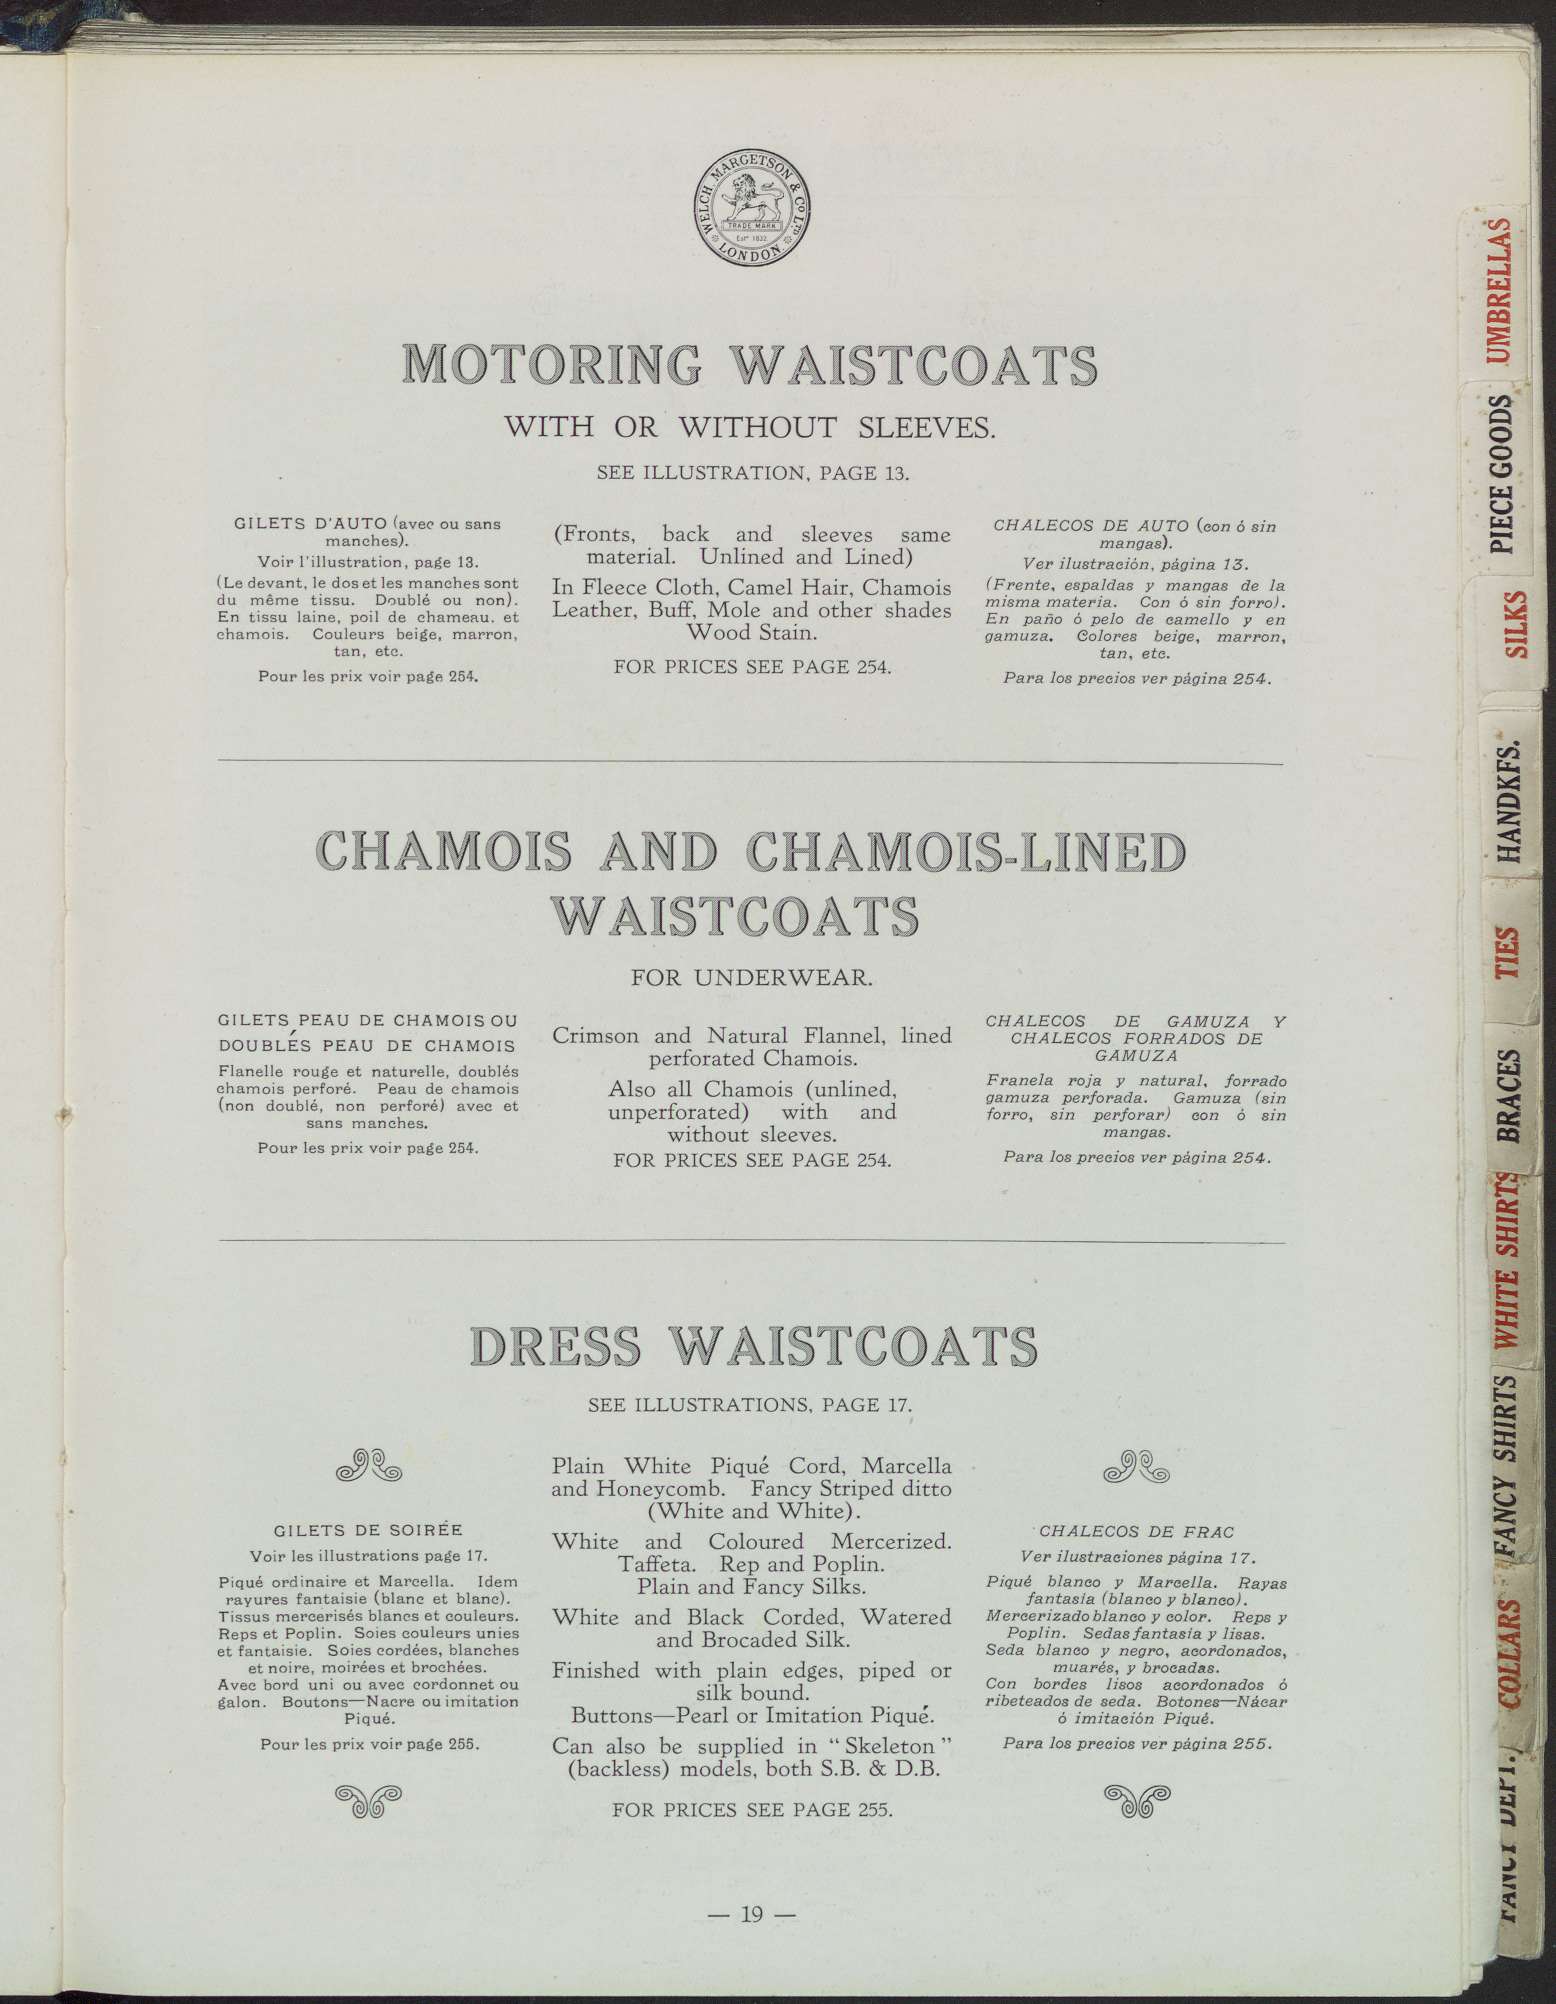 WELCH, MARGETSON & CO LTD
TRADE MARK
Estd 1832
LONDON
MOTORING WAISTCOATS
WITH OR WITHOUT SLEEVES.
SEE ILLUSTRATION, PAGE 13.
GILETS D'AUTO (avec ou sans
manches).
Voir l'illustration, page 13.
(Le devant, le dos et les manches sont
du même tissu. Doublé ou non).
En tissu laine, poil de chameau, et
chamois. Couleurs beige, marron,
tan, etc.
Pour les prix voir page 254.
(Fronts, back and sleeves same
material. Unlined and Lined)
In Fleece Cloth, Camel Hair, Chamois
Leather, Buff, Mole and other shades
Wood Stain.
FOR PRICES SEE PAGE 254.
CHALECOS DE AUTO (con ó sin
mangas).
Ver ilustración, página 13.
(Frente, espaldas y mangas de la
misma materia. Con ó sin forro).
En paño ó pelo de camello y en
gamuza. Colores beige, marron,
tan, etc.
Para los precios ver página 254.
CHAMOIS AND CHAMOIS-LINED
WAISTCOATS
FOR UNDERWEAR.
GILETS PEAU DE CHAMOIS OU
DOUBLÉS PEAU DE CHAMOIS
Flanelle rouge et naturelle, doublés
chamois perforé. Peau de chamois
(non doublé, non perforé) avec et
sans manches.
Pour les prix voir page 254.
Crimson and Natural Flannel, lined
perforated Chamois.
Also all Chamois (unlined,
unperforated) with and
without sleeves.
FOR PRICES SEE PAGE 254.
CHALECOS DE GAMUZA Y
CHALECOS FORRADOS DE
GAMUZA
Franela roja y natural, forrado
gamuza perforada. Gamuza (sin
forro, sin perforar) con ó sin
mangas.
Para los precios ver página 254.
DRESS WAISTCOATS
SEE ILLUSTRATIONS, PAGE 17.
GILETS DE SOIRÉE
Voir les illustrations page 17.
Piqué ordinaire et Marcella. Idem
rayures fantaisie (blanc et blanc).
Tissus mercerisés blancs et couleurs.
Reps et Poplin. Soies couleurs unies
et fantaisie. Soies cordées, blanches
et noire, moirées et brochées.
Avec bord uni ou avec cordonnet ou
galon. Boutons—Nacre ou imitation
Piqué.
Pour les prix voir page 255.
Plain White Piqué Cord, Marcella
and Honeycomb. Fancy Striped ditto
(White and White).
White and Coloured Mercerized.
Taffeta. Rep and Poplin.
Plain and Fancy Silks.
White and Black Corded, Watered
and Brocaded Silk.
Finished with plain edges, piped or
silk bound.
Buttons—Pearl or Imitation Piqué.
Can also be supplied in "Skeleton"
(backless) models, both S.B. & D.B.
FOR PRICES SEE PAGE 255.
CHALECOS DE FRAC
Ver ilustraciones página 17.
Piqué blanco y Marcella. Rayas
fantasía (blanco y blanco).
Mercerizado blanco y color. Reps y
Poplin. Sedas fantasía y lisas.
Seda blanco y negro, acordonados,
muarés, y brocadas.
Con bordes lisos acordonados ó
ribeteados de seda. Botones—Nácar
ó imitación Piqué.
Para los precios ver página 255.
— 19 —
UMBRELLAS
PIECE GOODS
SILKS
HANDKFS.
TIES
BRACES
WHITE SHIRTS
FANCY SHIRTS
COLLARS
FANCY DEPT.